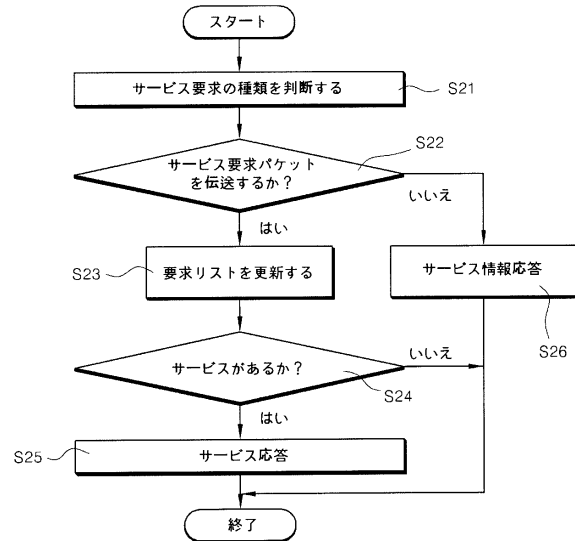 スタート
サービス要求の種類を判断する
S21
サービス要求パケット
を伝送するか？
S22
いいえ
はい
S23
要求リストを更新する
サービス情報応答
S26
サービスがあるか？
いいえ
S24
はい
S25
サービス応答
終了